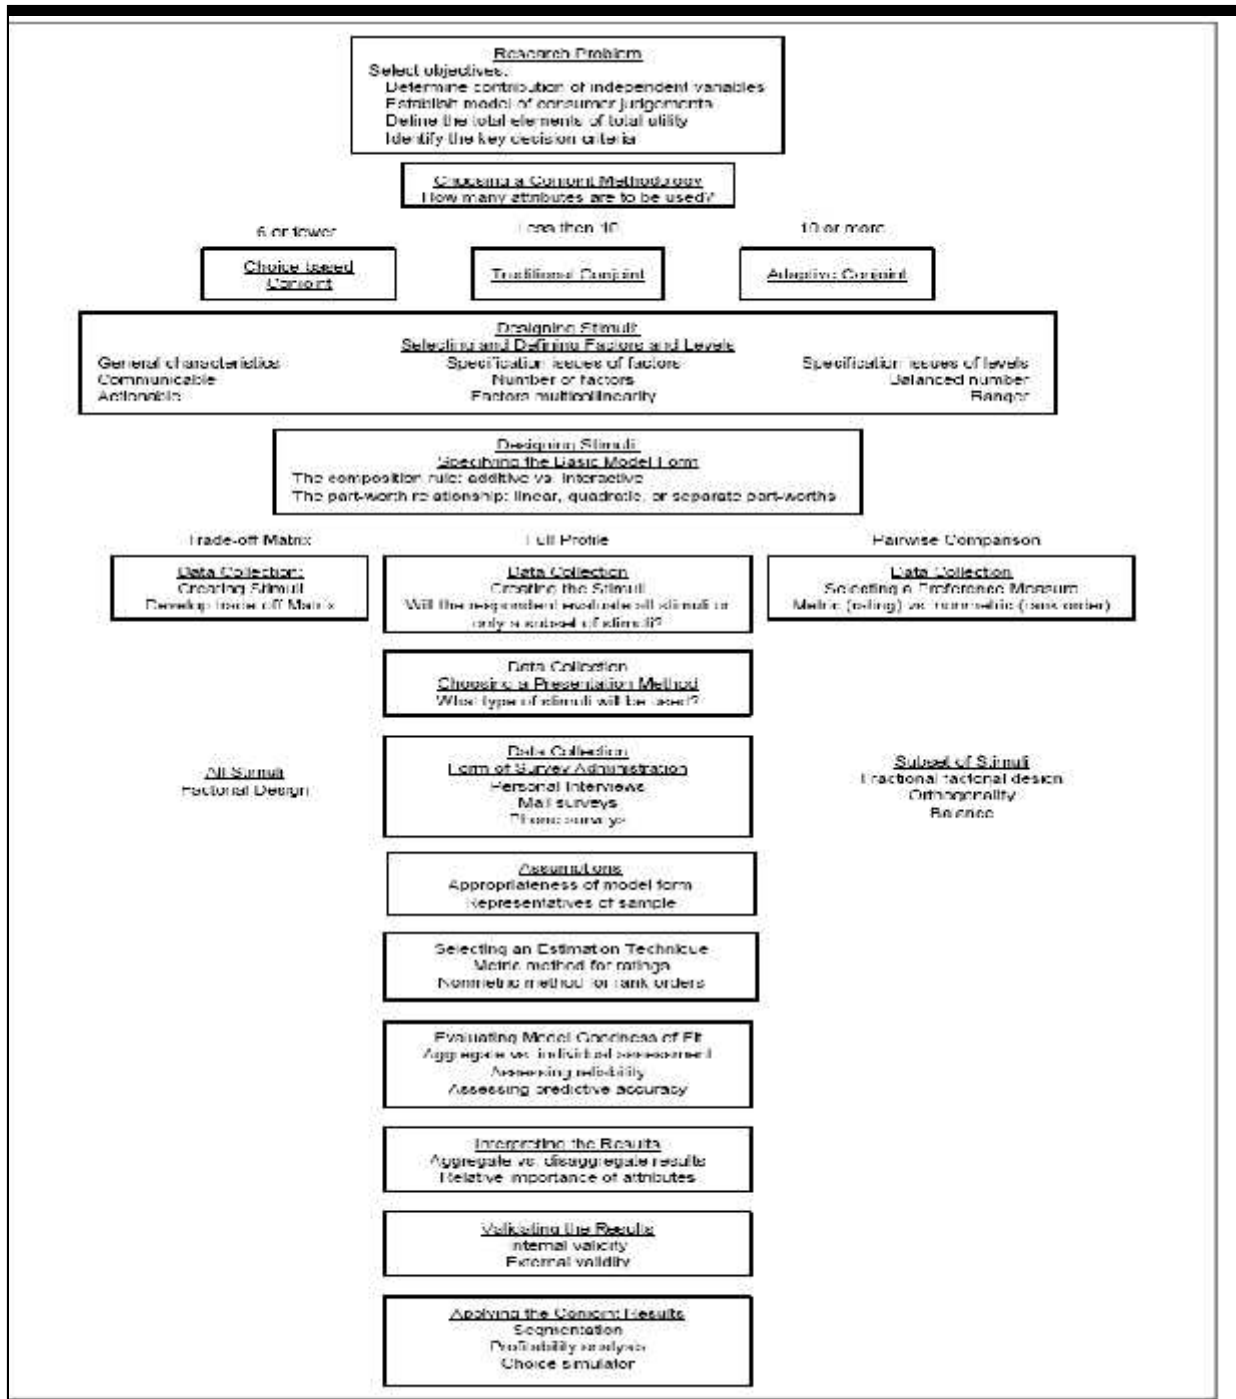 Research Problem
Select objectives:
Determine contribution of independent variables
Establish model of consumer judgements
Define the total elements of total utility
Identify the key decision criteria
Choosing a Conjoint Methodology
How many attributes are to be used?
6 or fewer
Less then 10
10 or more
Choice based
Conjoint
Traditional Conjoint
Adaptive Conjoint
Designing Stimuli:
Selecting and Defining Factors and Levels
General characteristics
Specification issues of factors
Specification issues of levels
Communicable
Number of factors
Balanced number
Actionable
Factors multicollinearity
Ranger
Designing Stimuli:
Specifying the Basic Model Form
The composition rule: additive vs. interactive
The part-worth relationship: linear, quadratic, or separate part-worths
Trade-off Matrix
Full Profile
Pairwise Comparison
Data Collection:
Creating Stimuli
Develop trade off Matrix
Data Collection
Creating the Stimuli
Will the respondent evaluate all stimuli or
only a subset of stimuli?
Data Collection
Selecting a Preference Measure
Metric (rating) vs. nonmetric (rank order)
Data Collection
Choosing a Presentation Method
What type of stimuli will be used?
All Stimuli
Factorial Design
Data Collection
Form of Survey Administration
Personal Interviews
Mail surveys
Phone surveys
Subset of Stimuli
Fractional factorial design
Orthogonality
Balance
Assumptions
Appropriateness of model form
Representatives of sample
Selecting an Estimation Technique
Metric method for ratings
Nonmetric method for rank orders
Evaluating Model Goodness of Fit
Aggregate vs. individual assessment
Assessing reliability
Assessing predictive accuracy
Interpreting the Results
Aggregate vs. disaggregate results
Relative importance of attributes
Validating the Results
Internal validity
External validity
Applying the Conjoint Results
Segmentation
Profitability analysis
Choice simulator